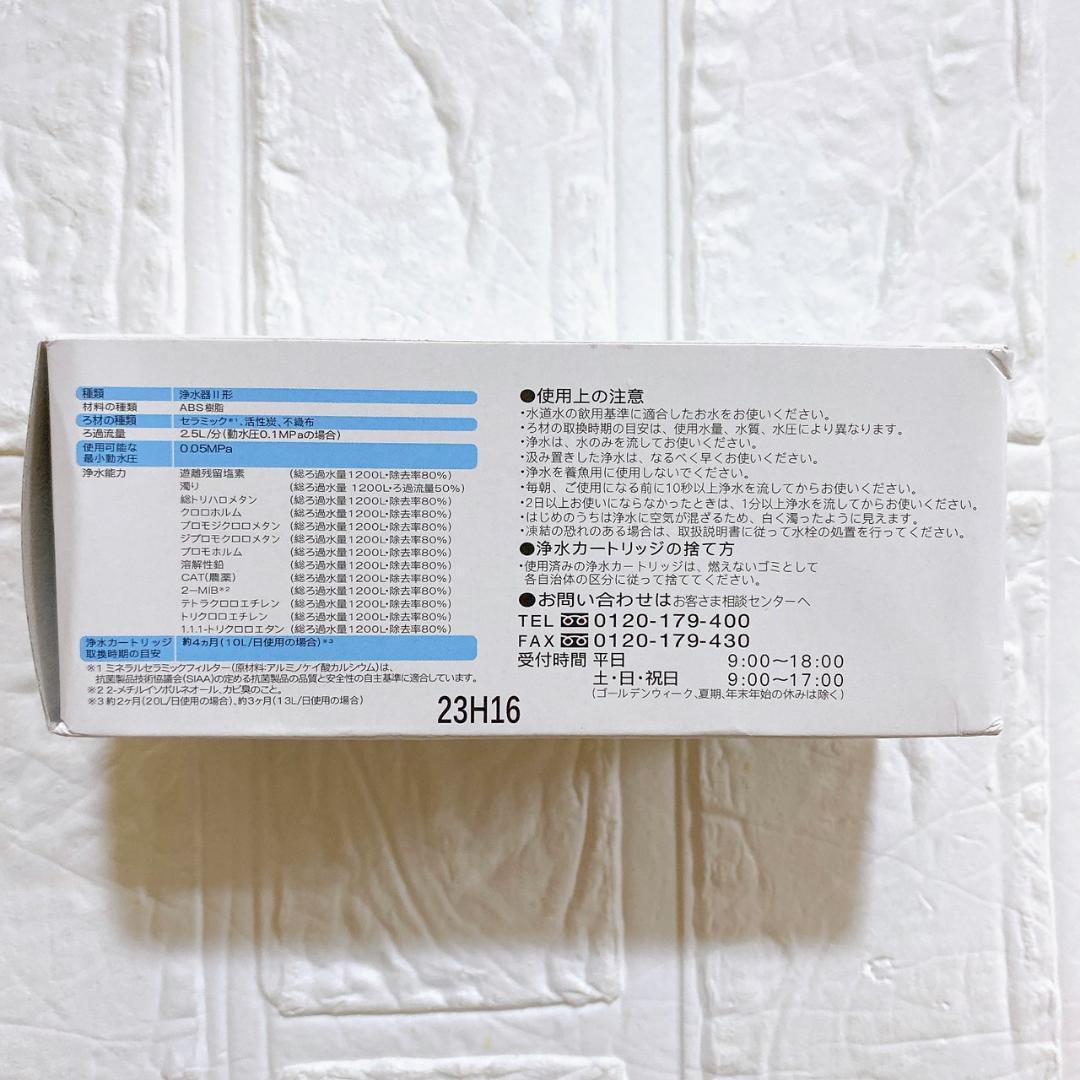 種類 浄水器II形
材料の種類 ABS樹脂
ろ材の種類 セラミック※1、活性炭、不織布
ろ過流量 2.5L/分(動水圧0.1MPaの場合)
使用可能な 0.05MPa
最小動水圧
浄水能力 遊離残留塩素 (総ろ過水量1200L・除去率80%)
濁り (総ろ過水量 1200L・ろ過流量50%)
総トリハロメタン (総ろ過水量1200L・除去率80%)
クロロホルム (総ろ過水量1200L・除去率80%)
ブロモジクロロメタン (総ろ過水量1200L・除去率80%)
ジブロモクロロメタン (総ろ過水量1200L・除去率80%)
ブロモホルム (総ろ過水量1200L・除去率80%)
溶解性鉛 (総ろ過水量1200L・除去率80%)
CAT(農薬) (総ろ過水量1200L・除去率80%)
2-MIB※2 (総ろ過水量1200L・除去率80%)
テトラクロロエチレン (総ろ過水量1200L・除去率80%)
トリクロロエチレン (総ろ過水量1200L・除去率80%)
1.1.1-トリクロロエタン (総ろ過水量1200L・除去率80%)
浄水カートリッジ 約4ヵ月(10L/日使用の場合)※3
取換時期の目安
※1 ミネラルセラミックフィルター(原材料:アルミノケイ酸カルシウム)は、
抗菌製品技術協議会(SIAA)の定める抗菌製品の品質と安全性の自主基準に適合しています。
※2 2-メチルイソボルネオール、カビ臭のこと。
※3 約2ケ月(20L/日使用の場合)、約3ヶ月(13L/日使用の場合)
23H16
●使用上の注意
・水道水の飲用基準に適合したお水をお使いください。
・ろ材の取換時期の目安は、使用水量、水質、水圧により異なります。
・浄水は、水のみを流してお使いください。
・汲み置きした浄水は、なるべく早くお使いください。
・浄水を養魚用に使用しないでください。
・毎朝、ご使用になる前に10秒以上浄水を流してからお使いください。
・2日以上お使いにならなかったときは、1分以上浄水を流してからお使いください。
・はじめのうちは浄水に空気が混ざるため、白く濁ったように見えます。
・凍結の恐れのある場合は、取扱説明書に従って水栓の処置を行ってください。
●浄水カートリッジの捨て方
・使用済みの浄水カートリッジは、燃えないゴミとして
各自治体の区分に従って捨ててください。
●お問い合わせはお客さま相談センターへ
TEL 0120-179-400
FAX 0120-179-430
受付時間 平日 9:00〜18:00
土・日・祝日 9:00〜17:00
(ゴールデンウィーク、夏期、年末年始の休みは除く)